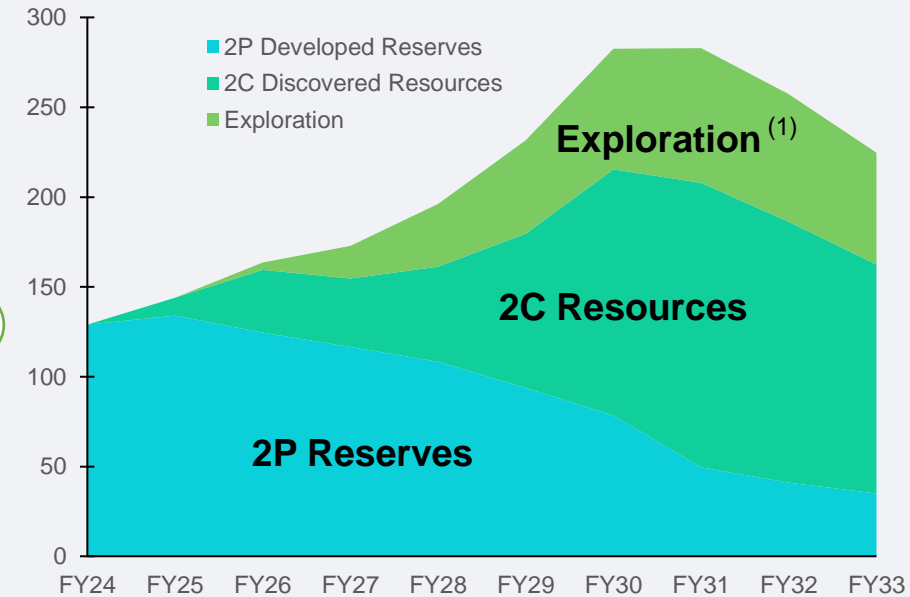 300
250
200
150
100
50
0
2P Developed Reserves
2C Discovered Resources
Exploration
Exploration (1)
2C Resources
2P Reserves
FY24 FY25 FY26 FY27 FY28 FY29 FY30 FY31 FY32 FY33